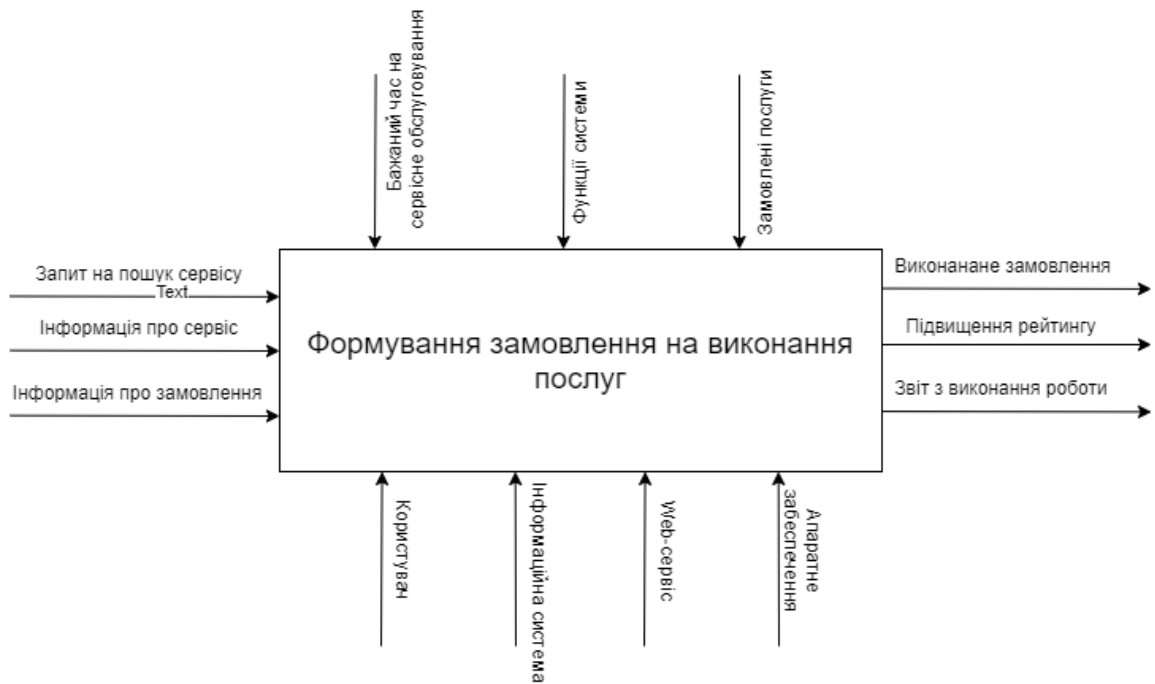 Бажаний час на
сервісне обслуговування
Функції системи
Замовлені послуги
Запит на пошук сервісу
Text
Інформація про сервіс
Інформація про замовлення
Формування замовлення на виконання
послуг
Виконанане замовлення
Підвищення рейтингу
Звіт з виконання роботи
Користувач
Інформаційна система
Web-сервіс
Апаратне
забеспечення